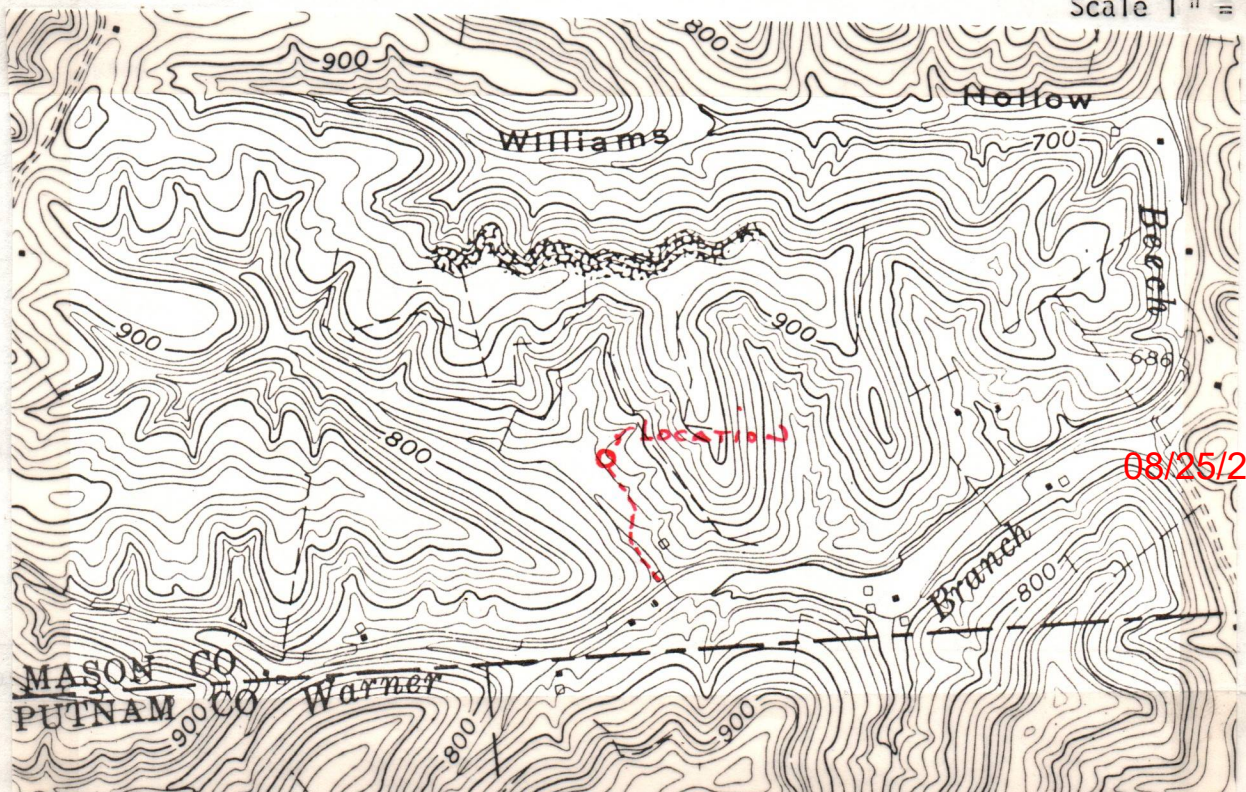 Scale 1" =
800
900
Hollow
Williams
700
Beech
900
900
686
800
LOCATION
08/25/2
Branch
800
MASON CO
Warner
PUTNAM CO
900
800
900